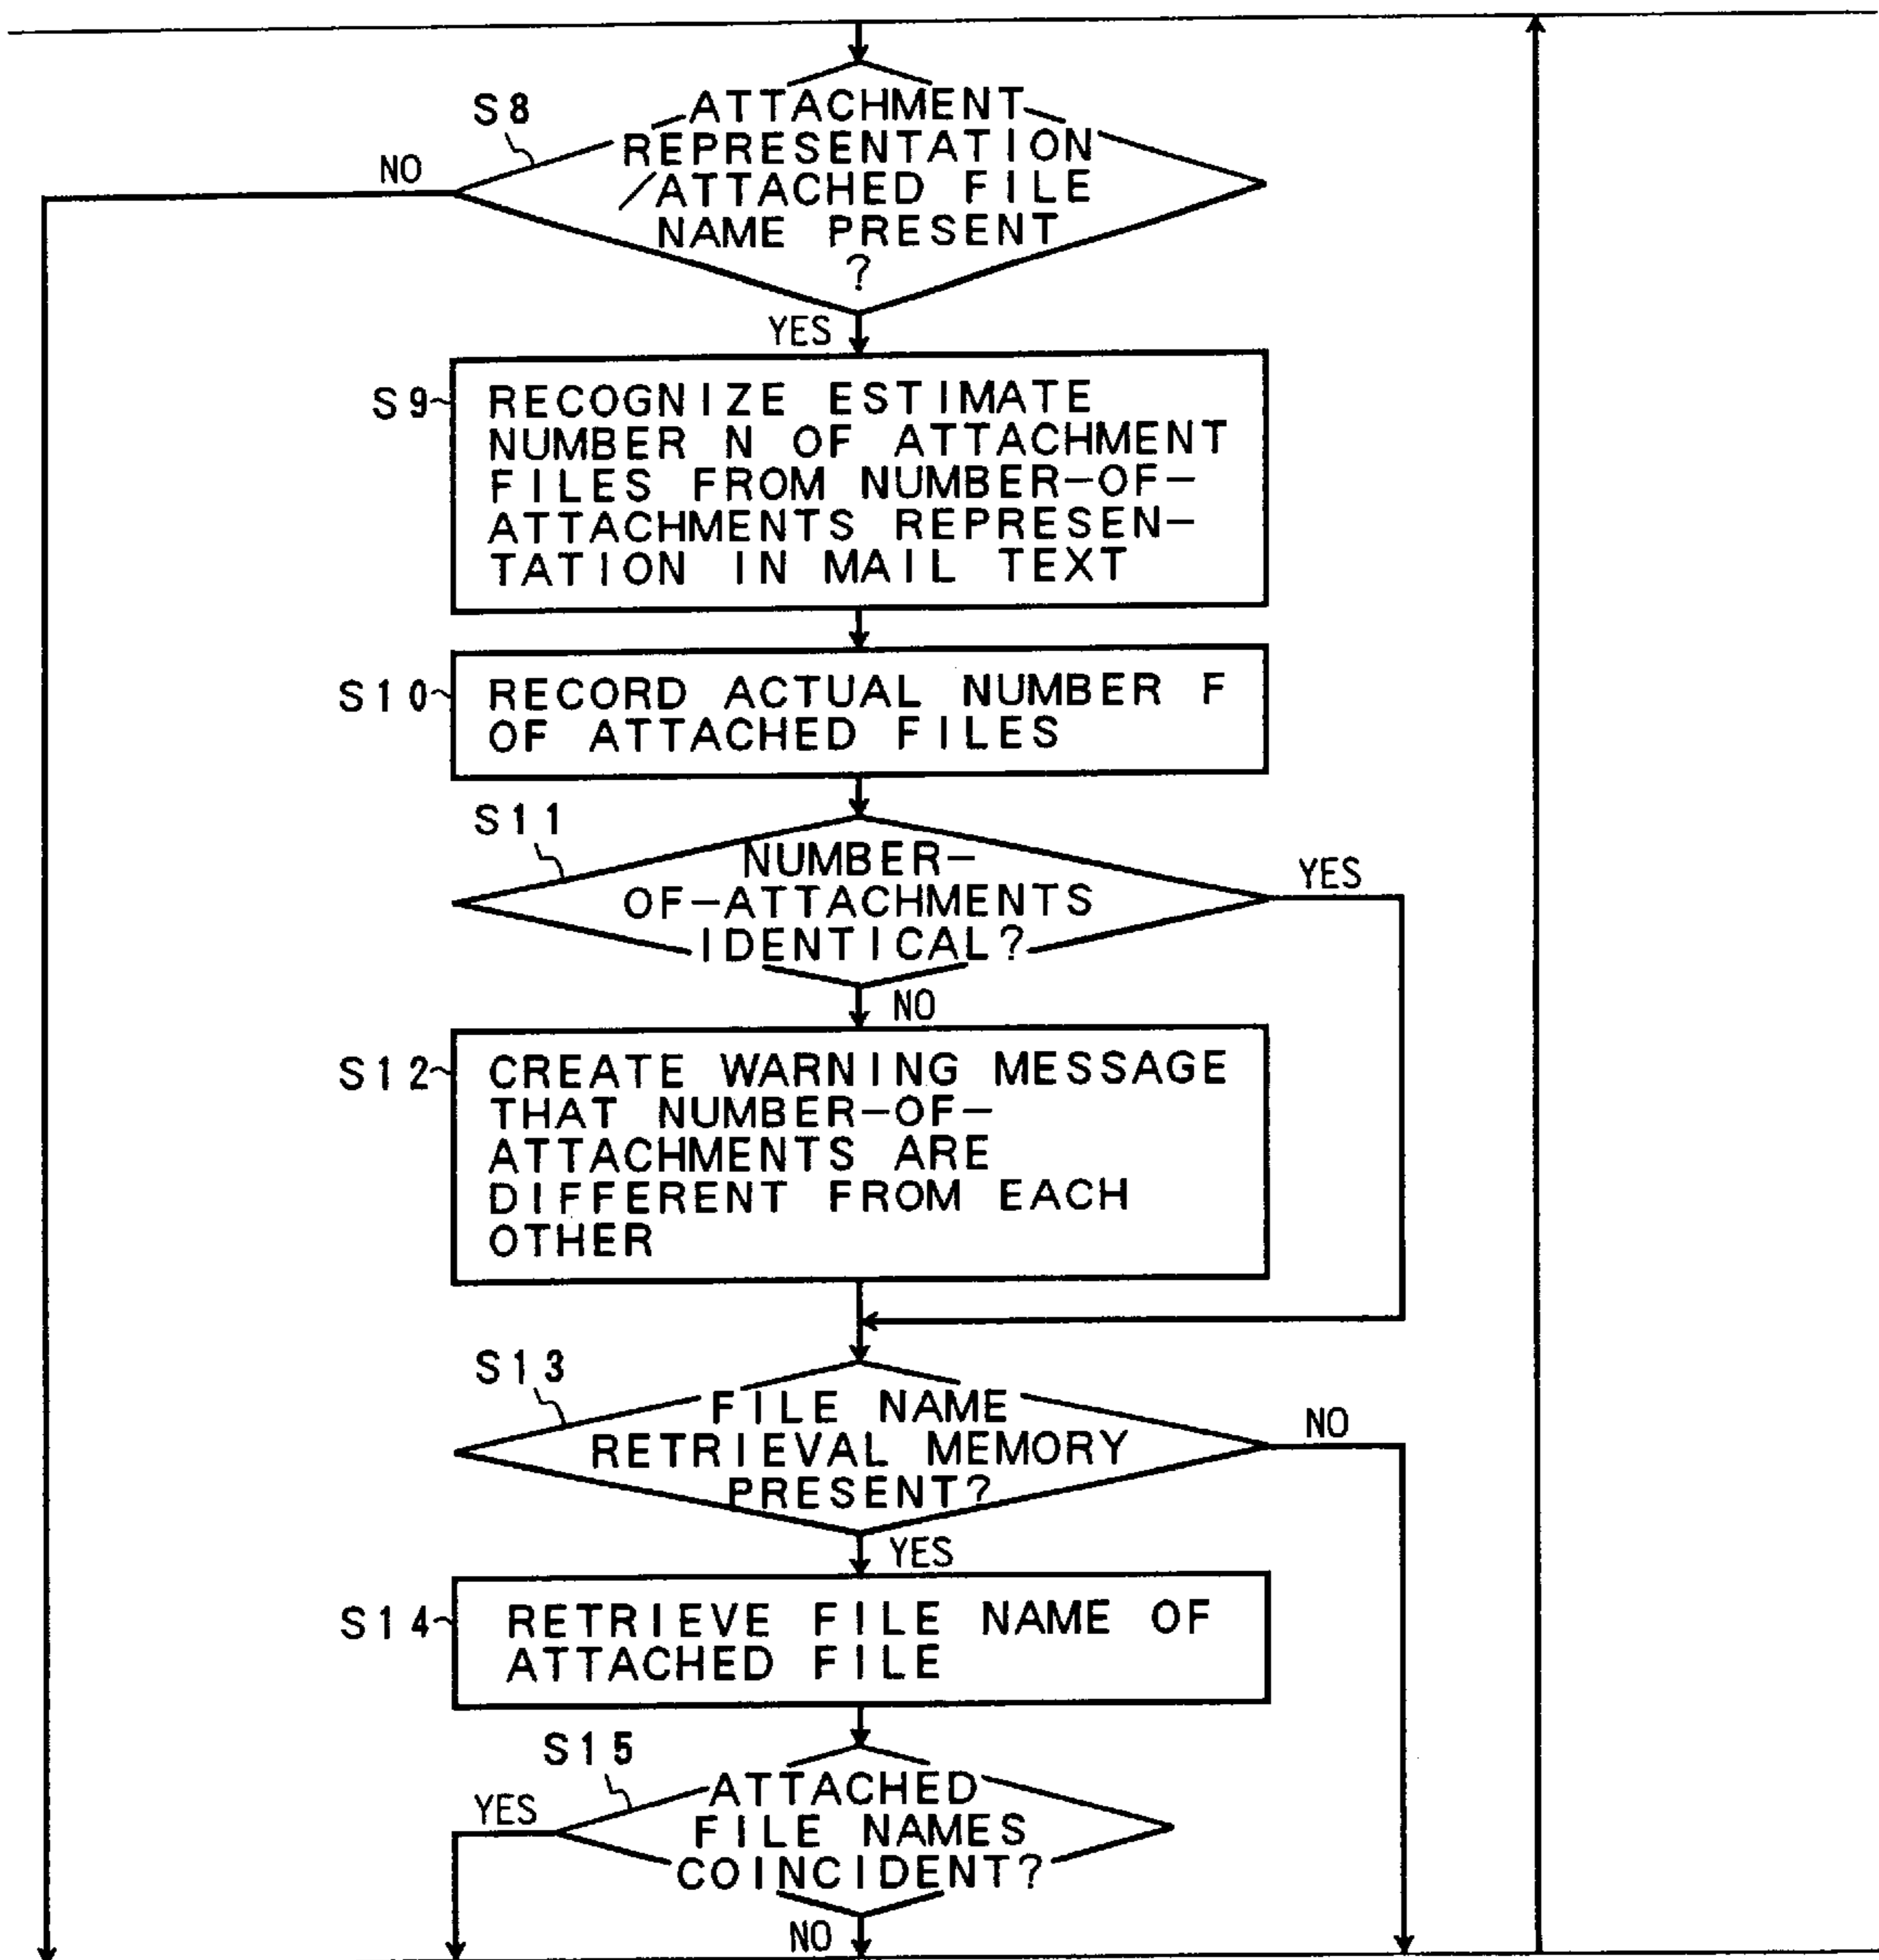 S8
ATTACHMENT
REPRESENTATION
/ATTACHED FILE
NAME PRESENT
?
NO
YES
S9
RECOGNIZE ESTIMATE
NUMBER N OF ATTACHMENT
FILES FROM NUMBER-OF-
ATTACHMENTS REPRESEN-
TATION IN MAIL TEXT
S10
RECORD ACTUAL NUMBER F
OF ATTACHED FILES
S11
NUMBER-
OF-ATTACHMENTS
IDENTICAL?
YES
NO
S12
CREATE WARNING MESSAGE
THAT NUMBER-OF-
ATTACHMENTS ARE
DIFFERENT FROM EACH
OTHER
S13
FILE NAME
RETRIEVAL MEMORY
PRESENT?
NO
YES
S14
RETRIEVE FILE NAME OF
ATTACHED FILE
S15
ATTACHED
FILE NAMES
COINCIDENT?
YES
NO